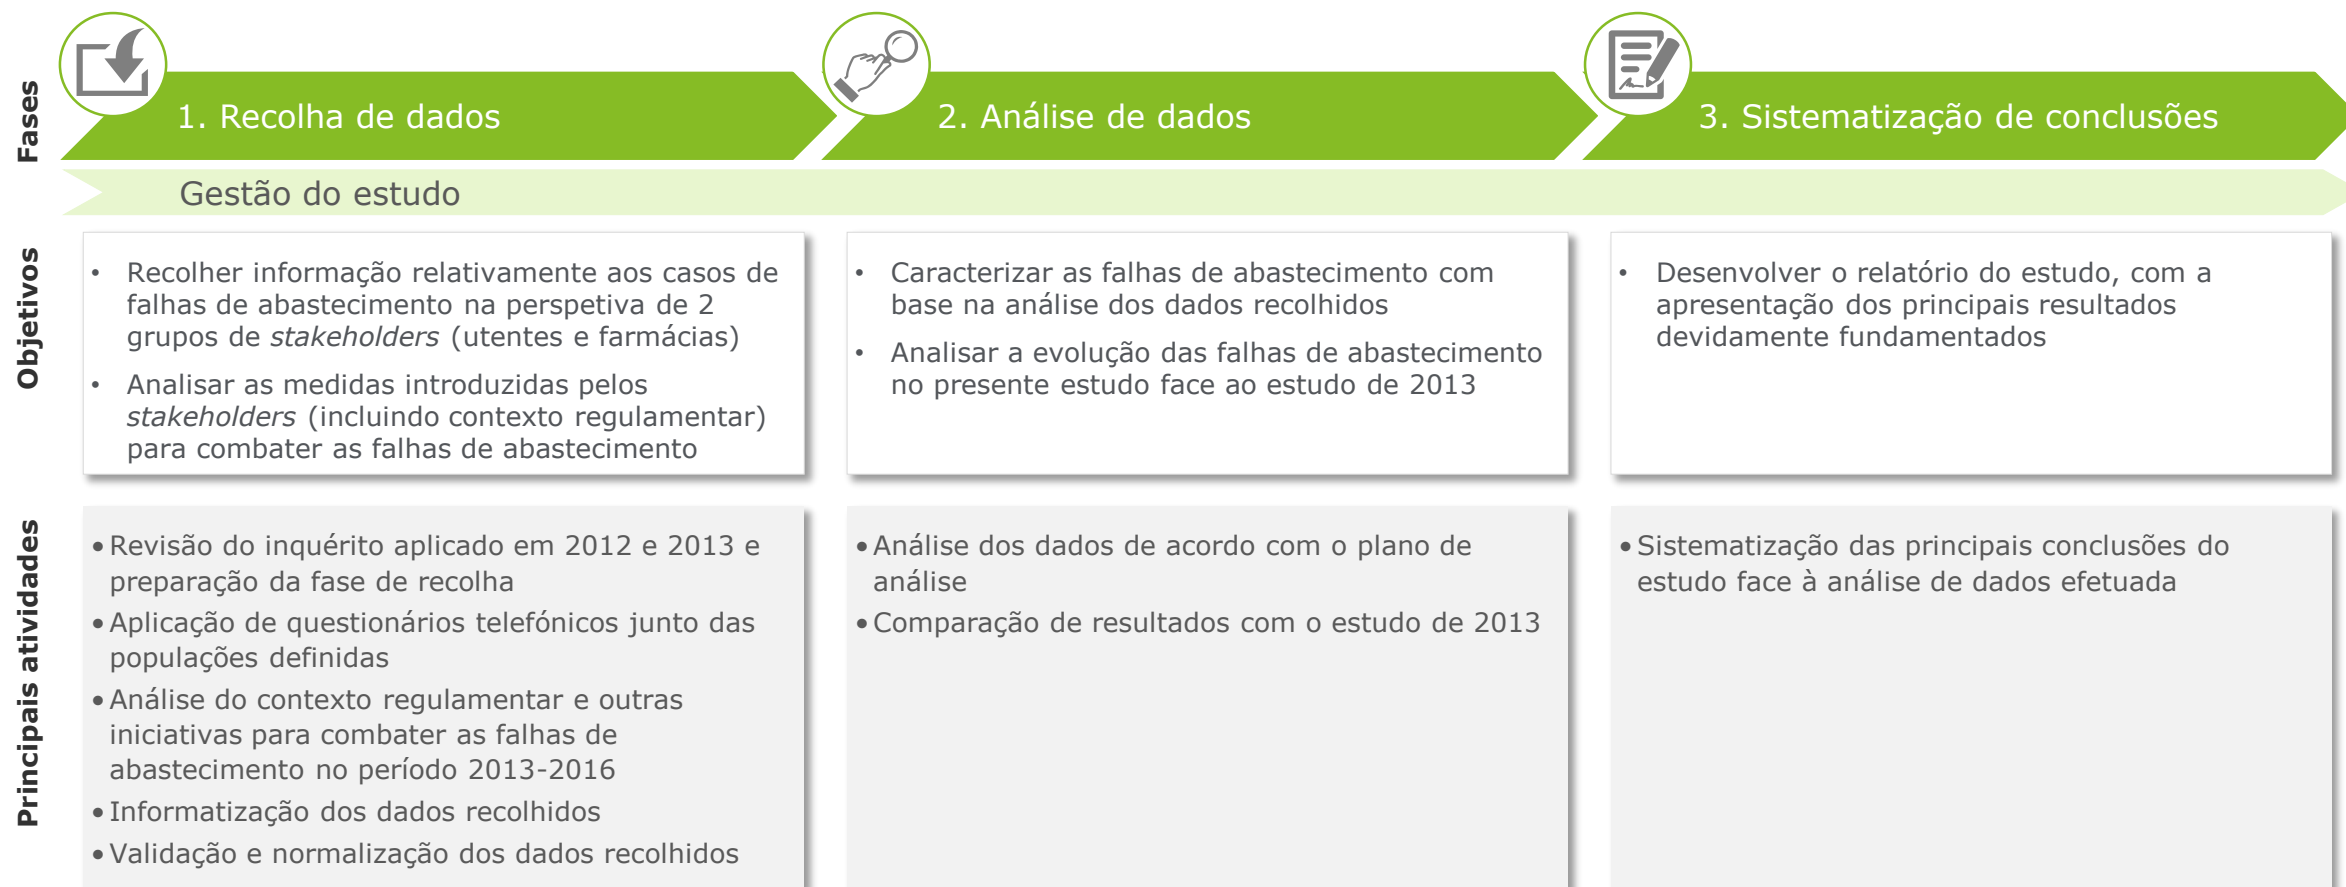 Fases
1. Recolha de dados
2. Análise de dados
3. Sistematização de conclusões
Gestão do estudo
Objetivos
• Recolher informação relativamente aos casos de
falhas de abastecimento na perspetiva de 2
grupos de stakeholders (utentes e farmácias)
• Analisar as medidas introduzidas pelos
stakeholders (incluindo contexto regulamentar)
para combater as falhas de abastecimento
• Caracterizar as falhas de abastecimento com
base na análise dos dados recolhidos
• Analisar a evolução das falhas de abastecimento
no presente estudo face ao estudo de 2013
• Desenvolver o relatório do estudo, com a
apresentação dos principais resultados
devidamente fundamentados
Principais atividades
• Revisão do inquérito aplicado em 2012 e 2013 e
preparação da fase de recolha
• Aplicação de questionários telefónicos junto das
populações definidas
• Análise do contexto regulamentar e outras
iniciativas para combater as falhas de
abastecimento no período 2013-2016
• Informatização dos dados recolhidos
• Validação e normalização dos dados recolhidos
• Análise dos dados de acordo com o plano de
análise
• Comparação de resultados com o estudo de 2013
• Sistematização das principais conclusões do
estudo face à análise de dados efetuada